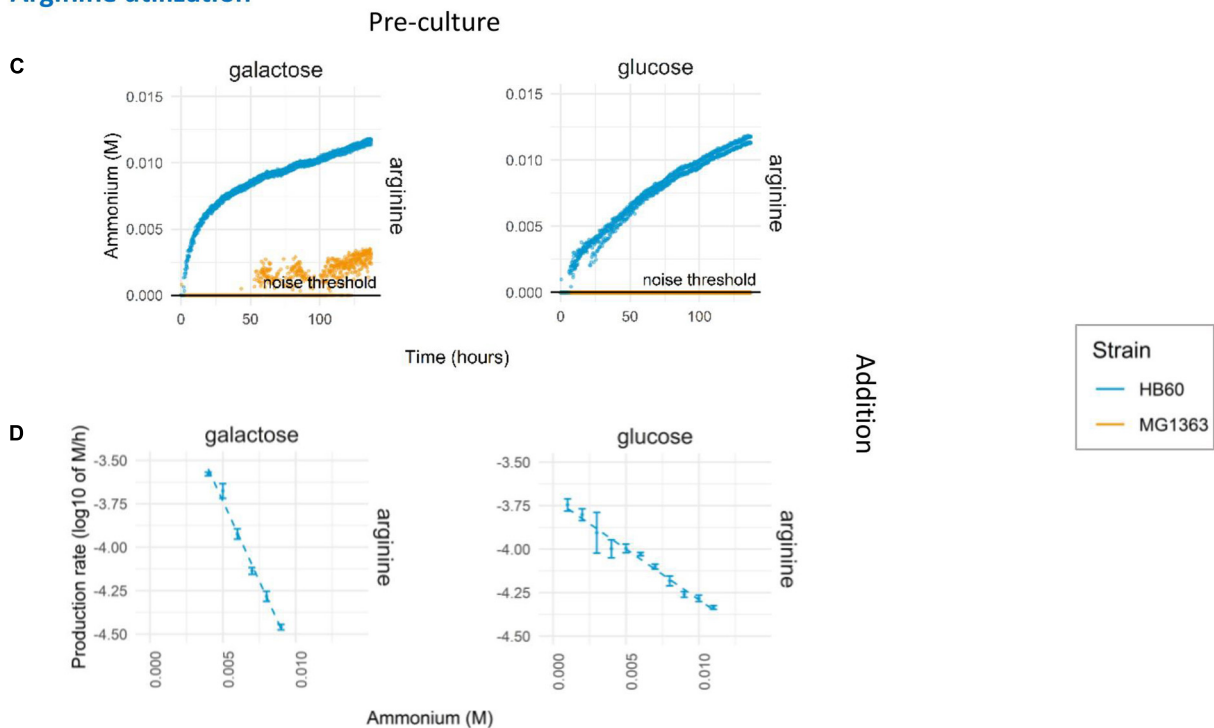 Arginine utilization
Pre-culture
C
galactose
glucose
Ammonium (M)
0.015
0.010
0.005
0.000
noise threshold
0
50
100
arginine
0.015
0.010
0.005
0.000
noise threshold
0
50
100
arginine
Time (hours)
Addition
Strain
HB60
MG1363
D
galactose
glucose
Production rate (log10 of M/h)
-3.50
-3.75
-4.00
-4.25
-4.50
0.000
0.005
0.010
arginine
-3.50
-3.75
-4.00
-4.25
-4.50
0.000
0.005
0.010
arginine
Ammonium (M)